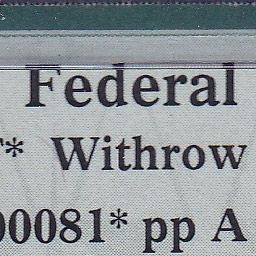 Federal
* Withrow
00081* pp A